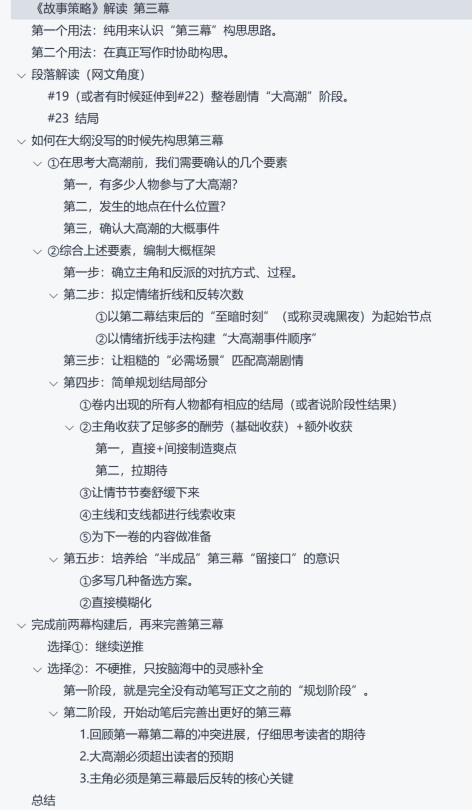 《故事策略》解读 第三幕
第一个用法：纯用来认识“第三幕”构思思路。
第二个用法：在真正写作时协助构思。
段落解读（网文角度）
#19（或者有时候延伸到#22）整卷剧情“大高潮”阶段。
#23 结局
如何在大纲没写的时候先构思第三幕
①在思考大高潮前，我们需要确认的几个要素
第一，有多少人物参与了大高潮？
第二，发生的地点在什么位置？
第三，确认大高潮的大概事件
②综合上述要素，编制大概框架
第一步：确立主角和反派的对抗方式、过程。
第二步：拟定情绪折线和反转次数
①以第二幕结束后的“至暗时刻”（或称灵魂黑夜）为起始节点
②以情绪折线手法构建“大高潮事件顺序”
第三步：让粗糙的“必需场景”匹配高潮剧情
第四步：简单规划结局部分
①卷内出现的所有人物都有相应的结局（或者说阶段性结果）
②主角收获了足够多的酬劳（基础收获）+额外收获
第一，直接+间接制造爽点
第二，拉期待
③让情节节奏舒缓下来
④主线和支线都进行线索收束
⑤为下一卷的内容做准备
第五步：培养给“半成品”第三幕“留接口”的意识
①多写几种备选方案。
②直接模糊化
完成前两幕构建后，再来完善第三幕
选择①：继续逆推
选择②：不硬推，只按脑海中的灵感补全
第一阶段，就是完全没有动笔写正文之前的“规划阶段”。
第二阶段，开始动笔后完善出更好的第三幕
1.回顾第一幕第二幕的冲突进展，仔细思考读者的期待
2.大高潮必须超出读者的预期
3.主角必须是第三幕最后反转的核心关键
总结